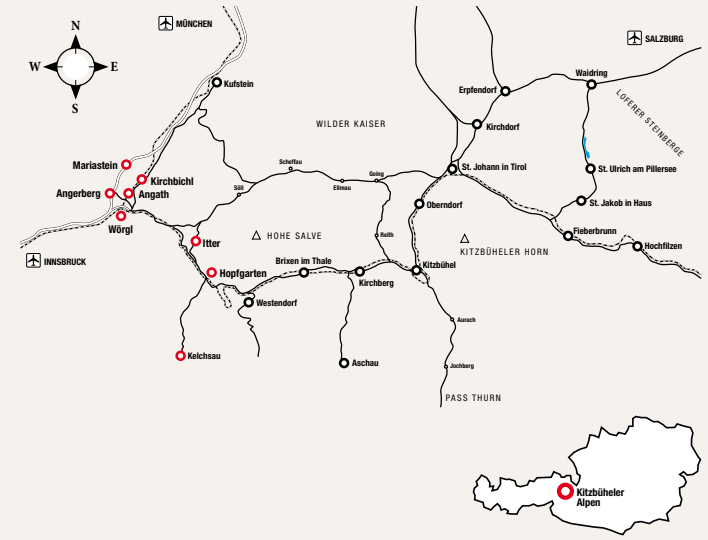 MÜNCHEN
N
W
E
S
SALZBURG
Kufstein
Waidring
Erpfendorf
LOFERER STEINBERGE
WILDER KAISER
Kirchdorf
Mariastein
Scheffau
St. Johann in Tirol
St. Ulrich am Pillersee
Kirchbichl
Going
Söll
Ellmau
Angerberg
Angath
St. Jakob in Haus
Oberndorf
Wörgl
Itter
HOHE SALVE
Reith
Fieberbrunn
KITZBÜHELER HORN
Hochfilzen
INNSBRUCK
Brixen im Thale
Kitzbühel
Hopfgarten
Kirchberg
Westendorf
Aurach
Kelchsau
Aschau
Jochberg
PASS THURN
Kitzbüheler
Alpen